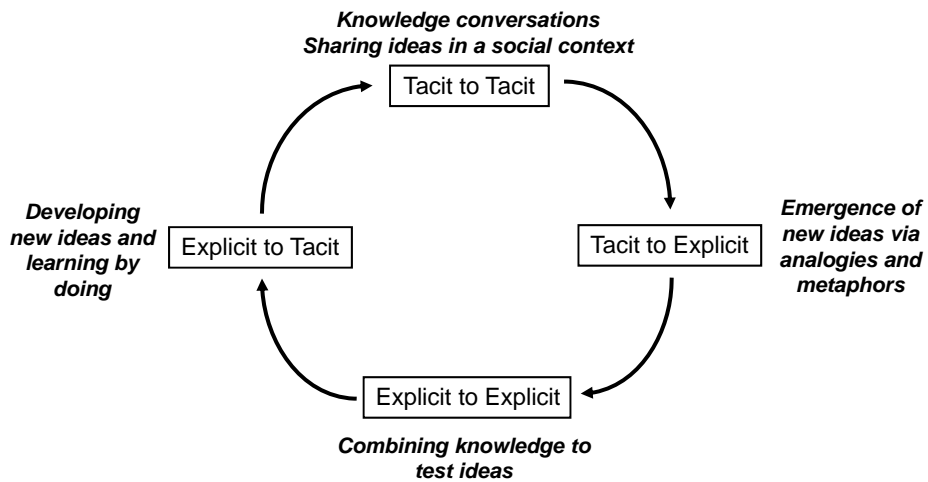 Knowledge conversations
Sharing ideas in a social context
Tacit to Tacit
Developing
new ideas and
learning by
doing
Explicit to Tacit
Tacit to Explicit
Emergence of
new ideas via
analogies and
metaphors
Explicit to Explicit
Combining knowledge to
test ideas